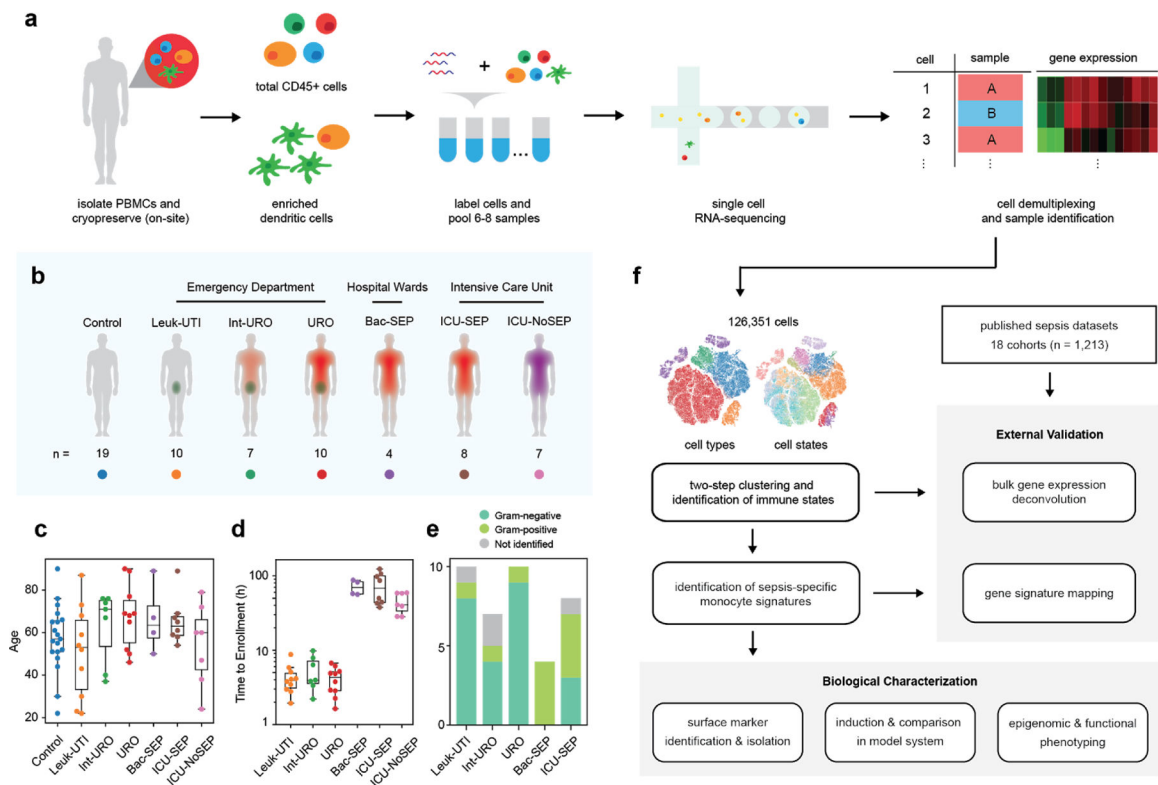 a
total CD45+ cells
isolate PBMCs and
cryopreserve (on-site)
enriched
dendritic cells
+
...
label cells and
pool 6-8 samples
single cell
RNA-sequencing
cell sample gene expression
1 A
2 B
3 A
⋮ ⋮ ⋮
cell demultiplexing
and sample identification
b
Emergency Department Hospital Wards Intensive Care Unit
Control Leuk-UTI Int-URO URO Bac-SEP ICU-SEP ICU-NoSEP
n = 19 10 7 10 4 8 7
c
Age
80
60
40
20
Control Leuk-UTI Int-URO URO Bac-SEP ICU-SEP ICU-NoSEP
d
Time to Enrollment (h)
100
10
1
Leuk-UTI Int-URO URO Bac-SEP ICU-SEP ICU-NoSEP
e
Gram-negative
Gram-positive
Not identified
10
5
0
Leuk-UTI Int-URO URO Bac-SEP ICU-SEP
f
126,351 cells
cell types cell states
published sepsis datasets
18 cohorts (n = 1,213)
two-step clustering and
identification of immune states
External Validation
bulk gene expression
deconvolution
identification of sepsis-specific
monocyte signatures
gene signature mapping
Biological Characterization
surface marker
identification & isolation
induction & comparison
in model system
epigenomic & functional
phenotyping